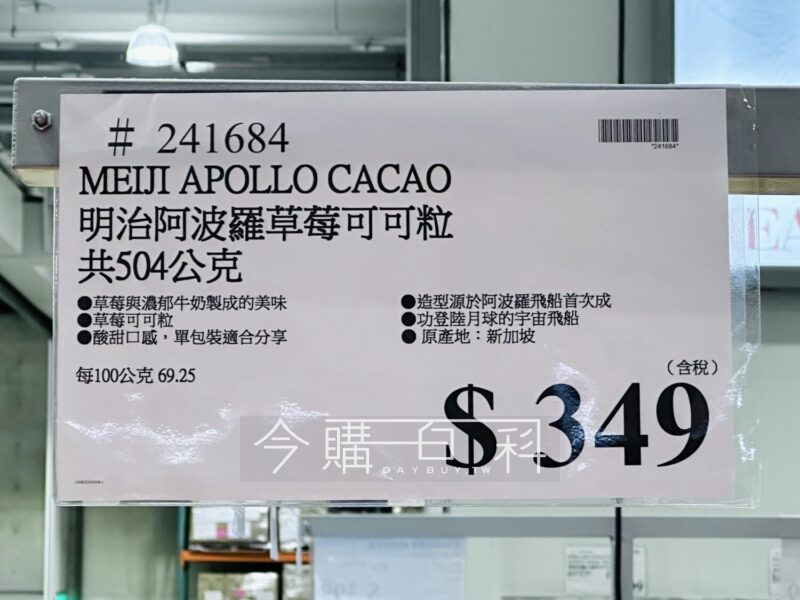 # 241684
*241684*
MEIJI APOLLO CACAO
明治阿波羅草莓可可粒
共504公克
●草莓與濃郁牛奶製成的美味
●草莓可可粒
●酸甜口感，單包裝適合分享
●造型源於阿波羅飛船首次成
●功登陸月球的宇宙飛船
● 原產地：新加坡
每100公克 69.25
（含稅）
$ 349
今購百科
DAYBUY.TW